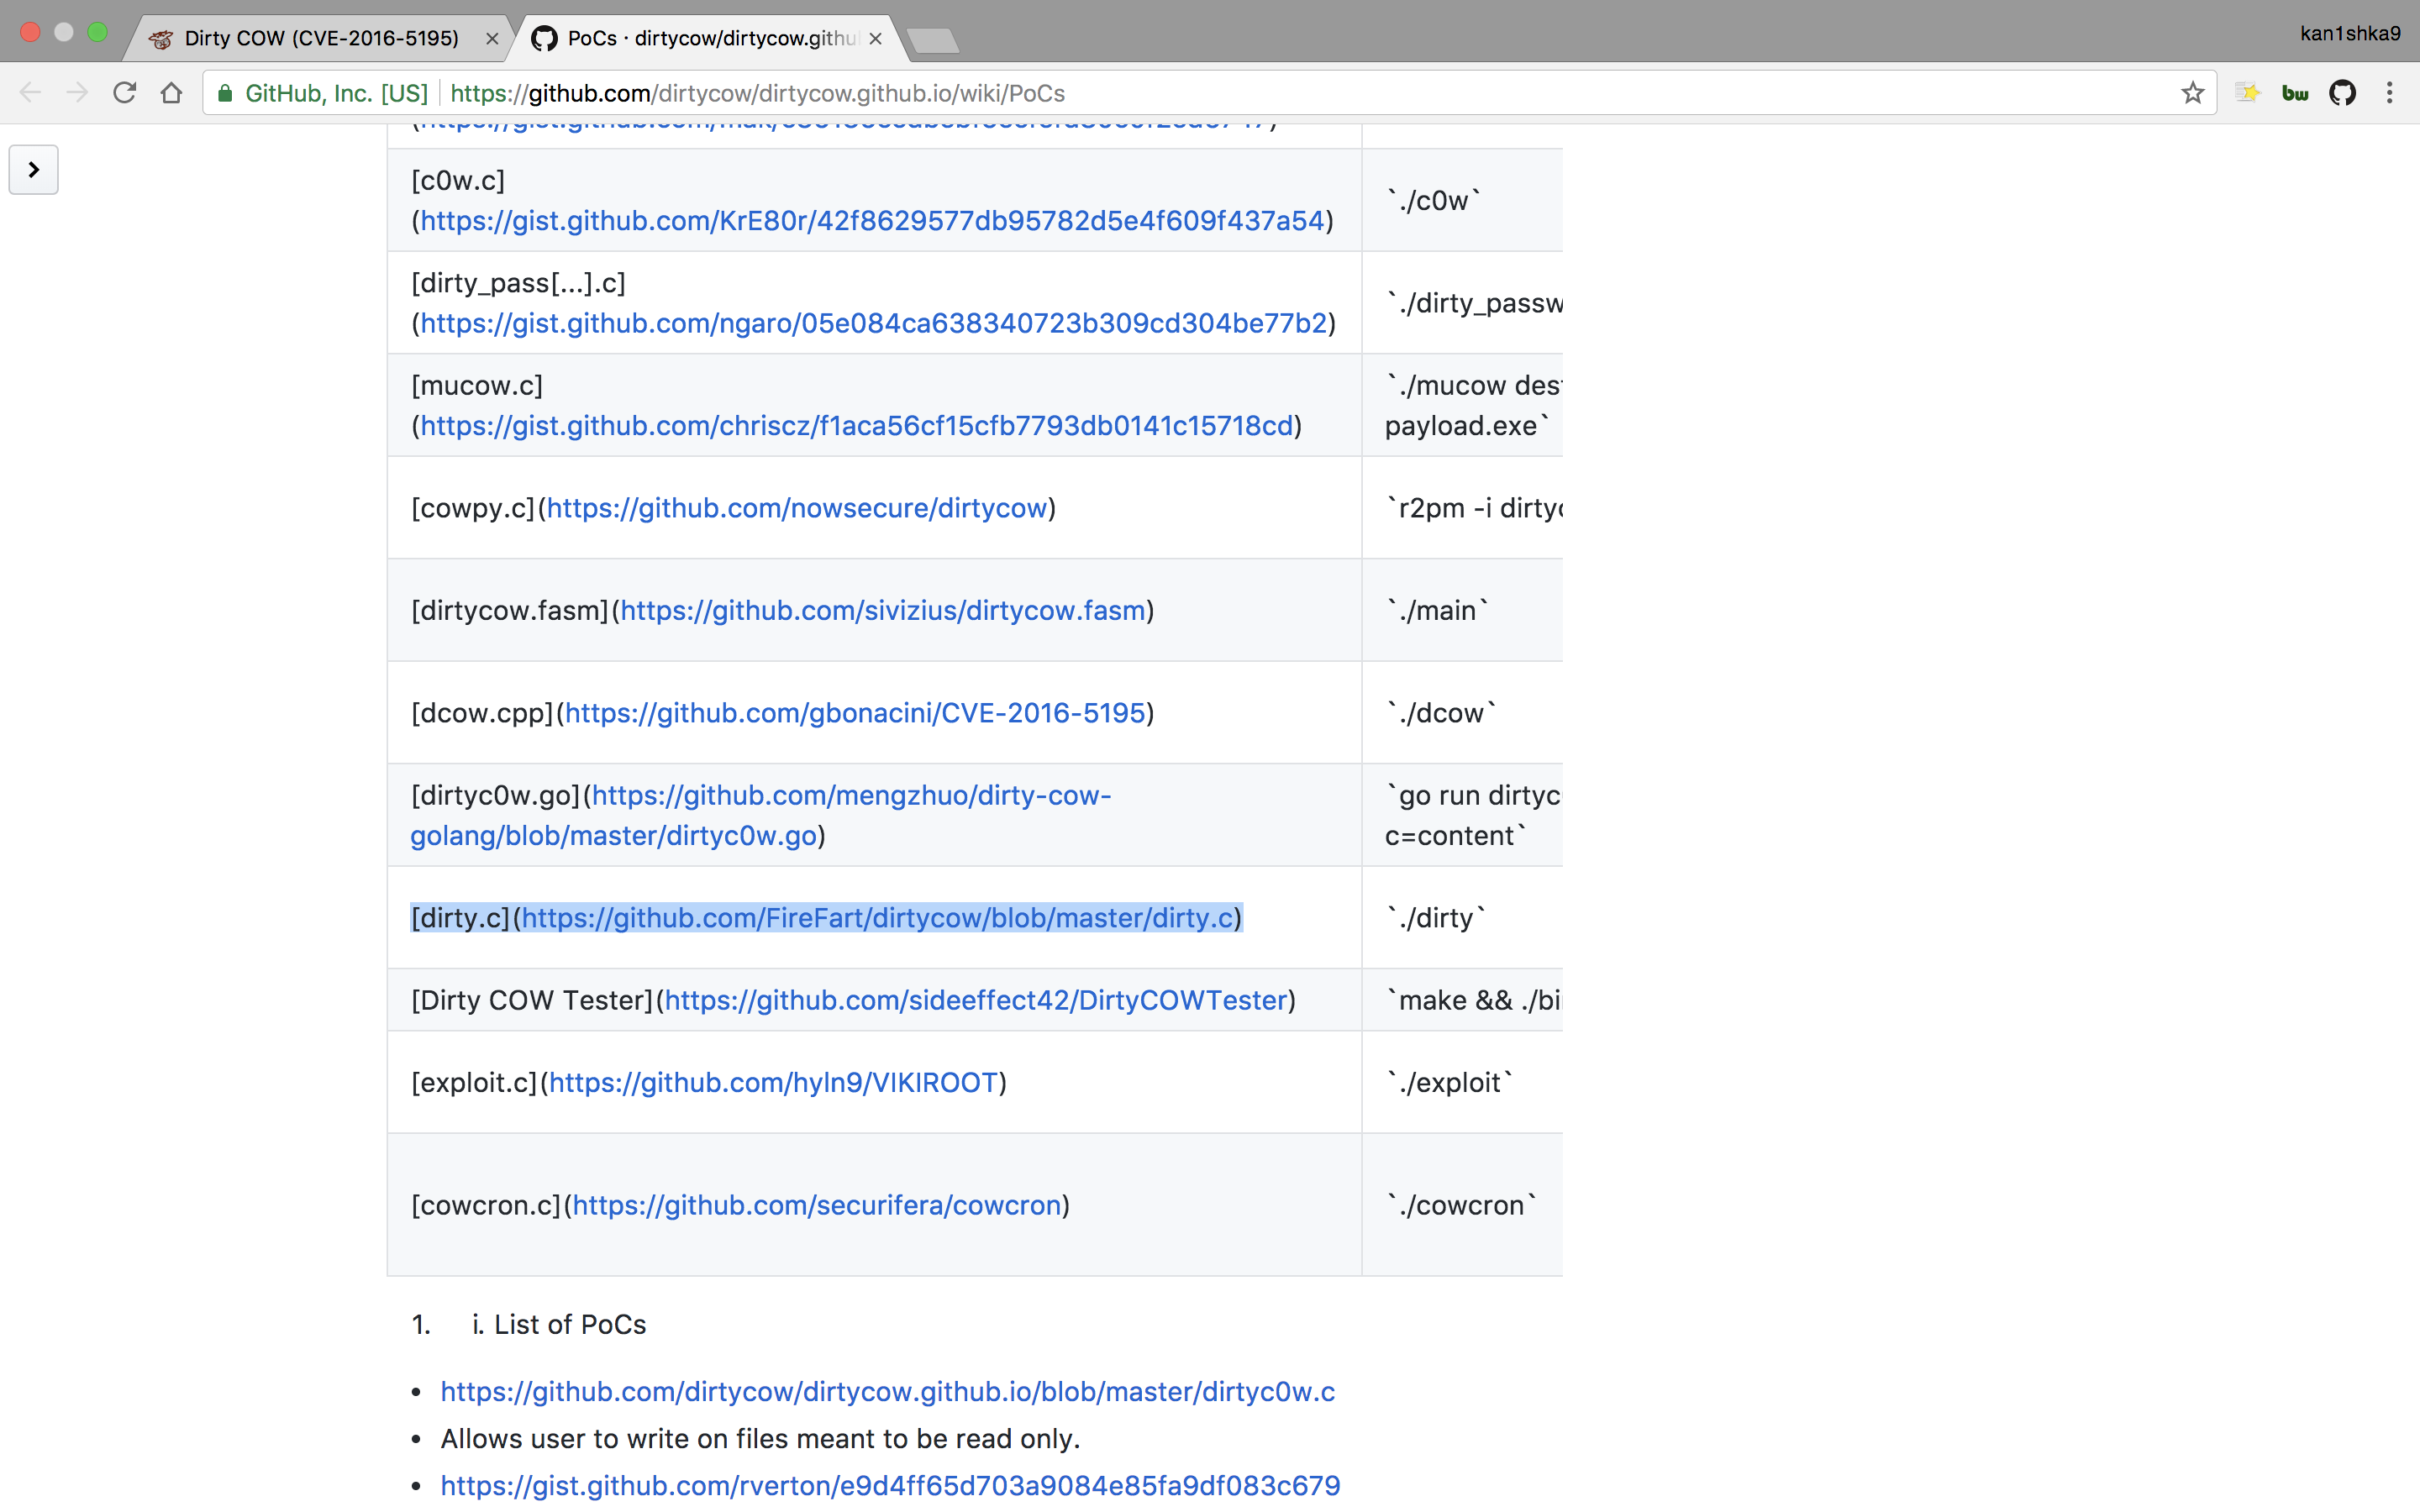 Dirty COW (CVE-2016-5195)
PoCs · dirtycow/dirtycow.githu
kan1shka9
GitHub, Inc. [US]
https://github.com/dirtycow/dirtycow.github.io/wiki/PoCs
bw
[c0w.c]
(https://gist.github.com/KrE80r/42f8629577db95782d5e4f609f437a54)
`./c0w`
[dirty_pass[...].c]
(https://gist.github.com/ngaro/05e084ca638340723b309cd304be77b2)
`./dirty_passw
[mucow.c]
(https://gist.github.com/chriscz/f1aca56cf15cfb7793db0141c15718cd)
`./mucow dest
payload.exe`
[cowpy.c](https://github.com/nowsecure/dirtycow)
`r2pm -i dirtyc
[dirtycow.fasm](https://github.com/sivizius/dirtycow.fasm)
`./main`
[dcow.cpp](https://github.com/gbonacini/CVE-2016-5195)
`./dcow`
[dirtyc0w.go](https://github.com/mengzhuo/dirty-cow-
golang/blob/master/dirtyc0w.go)
`go run dirtyc
c=content`
[dirty.c](https://github.com/FireFart/dirtycow/blob/master/dirty.c)
`./dirty`
[Dirty COW Tester](https://github.com/sideeffect42/DirtyCOWTester)
`make && ./bi
[exploit.c](https://github.com/hyln9/VIKIROOT)
`./exploit`
[cowcron.c](https://github.com/securifera/cowcron)
`./cowcron`
1. i. List of PoCs
• https://github.com/dirtycow/dirtycow.github.io/blob/master/dirtyc0w.c
• Allows user to write on files meant to be read only.
• https://gist.github.com/rverton/e9d4ff65d703a9084e85fa9df083c679